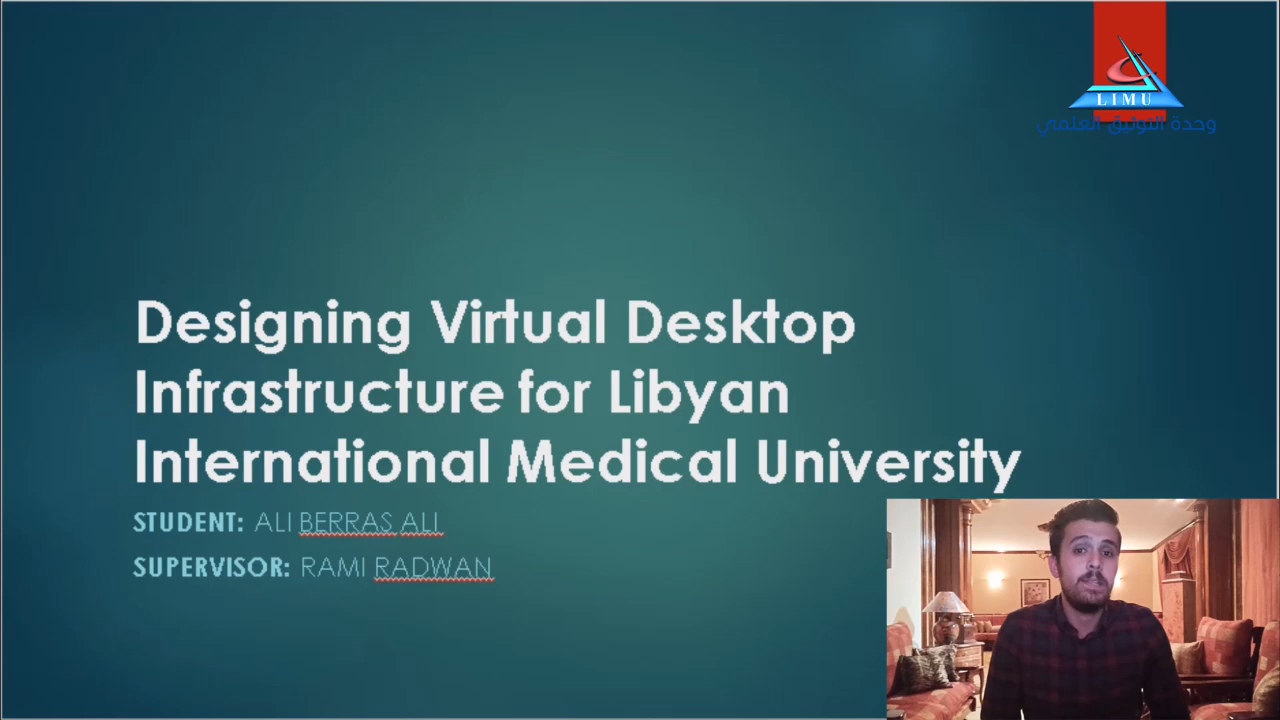 LIMU
وحدة التوثيق العلمي
Designing Virtual Desktop
Infrastructure for Libyan
International Medical University
STUDENT: ALI BERRAS ALI
SUPERVISOR: RAMI RADWAN